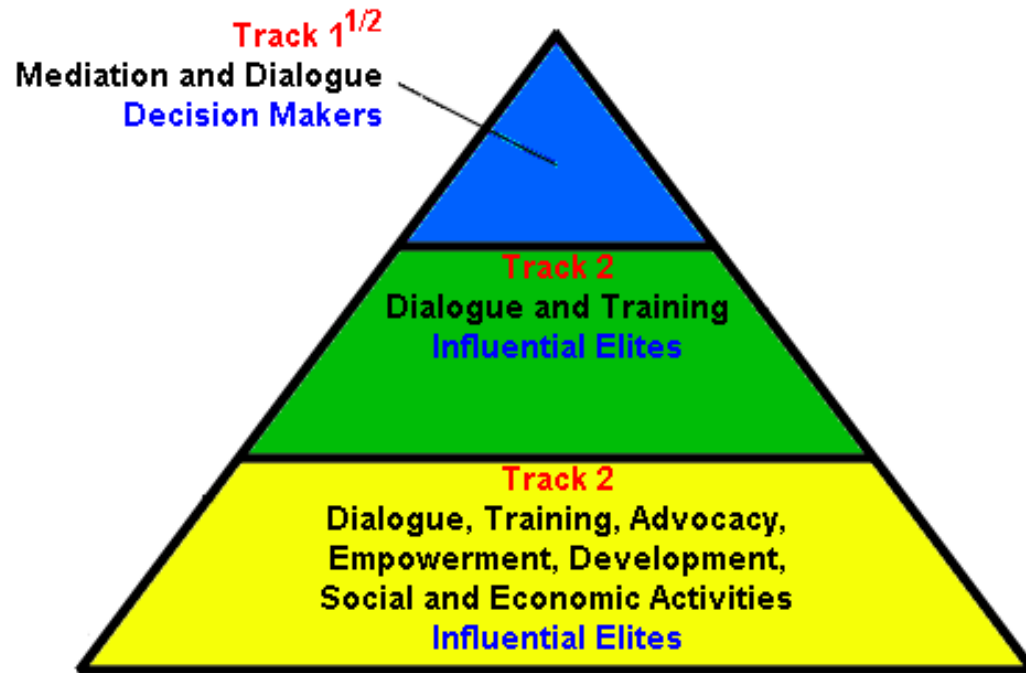 Track 1 1/2
Mediation and Dialogue
Decision Makers
Track 2
Dialogue and Training
Influential Elites
Track 2
Dialogue, Training, Advocacy,
Empowerment, Development,
Social and Economic Activities
Influential Elites